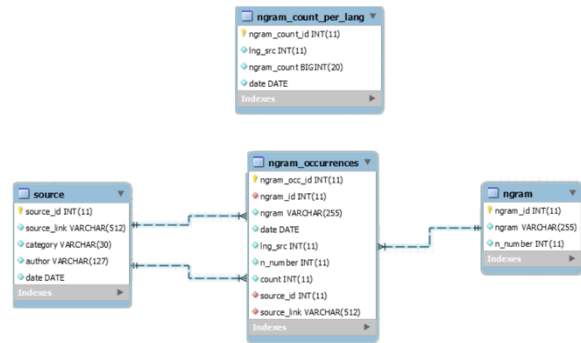 ngram_count_per_lang
ngram_count_id INT(11)
lng_src INT(11)
ngram_count BIGINT(20)
date DATE
Indexes
source
source_id INT(11)
source_link VARCHAR(512)
category VARCHAR(30)
author VARCHAR(127)
date DATE
Indexes
ngram_occurrences
ngram_occ_id INT(11)
ngram_id INT(11)
ngram VARCHAR(255)
date DATE
lng_src INT(11)
n_number INT(11)
count INT(11)
source_id INT(11)
source_link VARCHAR(512)
Indexes
ngram
ngram_id INT(11)
ngram VARCHAR(255)
n_number INT(11)
Indexes